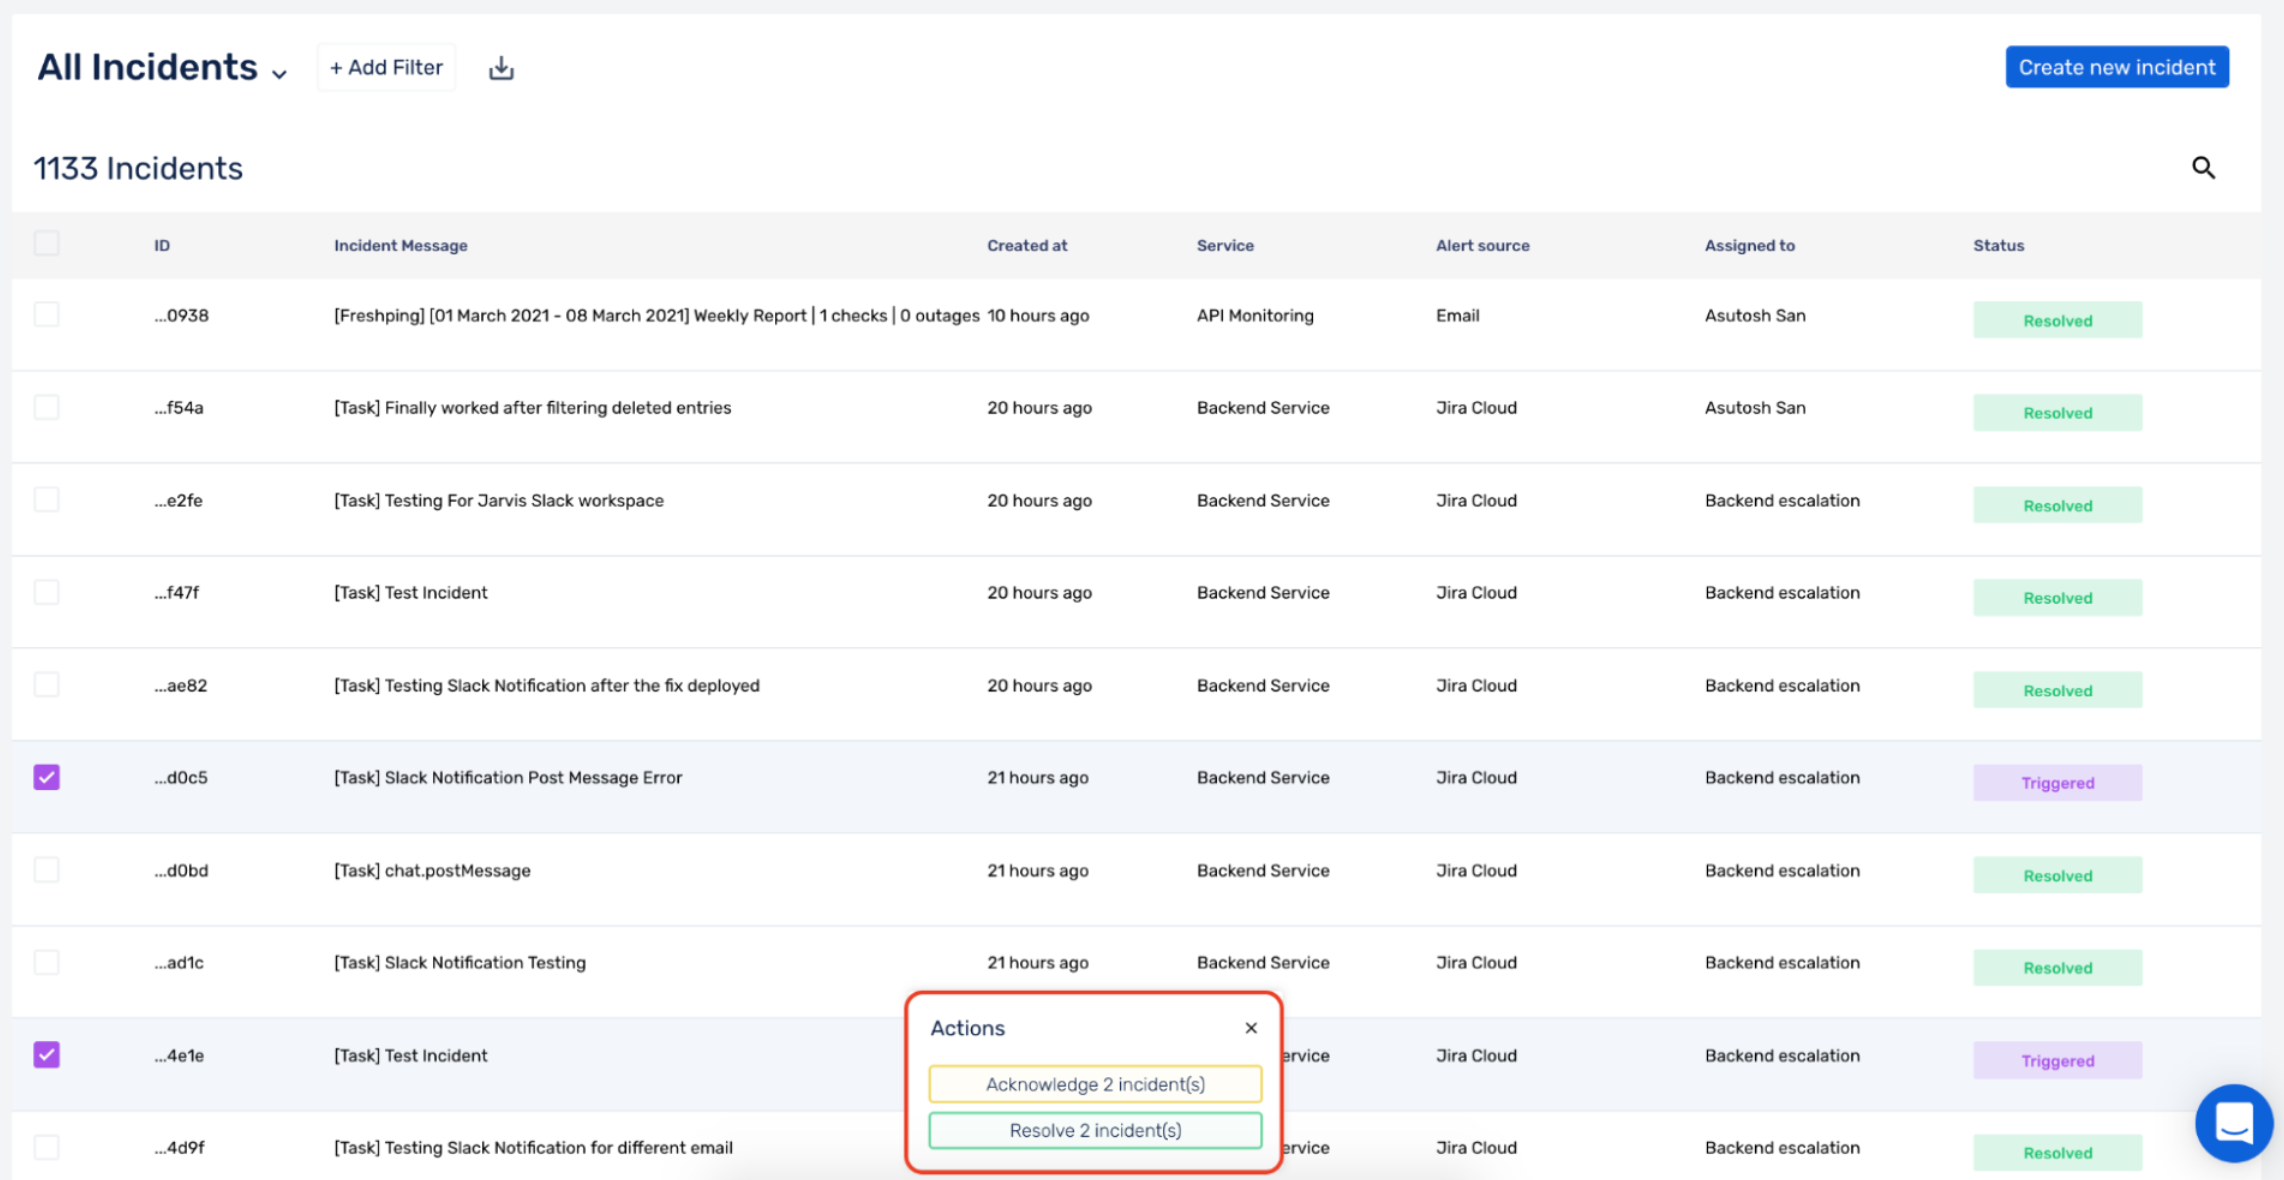 All Incidents + Add Filter Create new incident
1133 Incidents
ID Incident Message Created at Service Alert source Assigned to Status
...0938 [Freshping] [01 March 2021 - 08 March 2021] Weekly Report | 1 checks | 0 outages 10 hours ago API Monitoring Email Asutosh San Resolved
...f54a [Task] Finally worked after filtering deleted entries 20 hours ago Backend Service Jira Cloud Asutosh San Resolved
...e2fe [Task] Testing For Jarvis Slack workspace 20 hours ago Backend Service Jira Cloud Backend escalation Resolved
...f47f [Task] Test Incident 20 hours ago Backend Service Jira Cloud Backend escalation Resolved
...ae82 [Task] Testing Slack Notification after the fix deployed 20 hours ago Backend Service Jira Cloud Backend escalation Resolved
...d0c5 [Task] Slack Notification Post Message Error 21 hours ago Backend Service Jira Cloud Backend escalation Triggered
...d0bd [Task] chat.postMessage 21 hours ago Backend Service Jira Cloud Backend escalation Resolved
...ad1c [Task] Slack Notification Testing 21 hours ago Backend Service Jira Cloud Backend escalation Resolved
Actions
...4e1e [Task] Test Incident ervice Jira Cloud Backend escalation Triggered
Acknowledge 2 incident(s)
Resolve 2 incident(s)
...4d9f [Task] Testing Slack Notification for different email ervice Jira Cloud Backend escalation Resolved